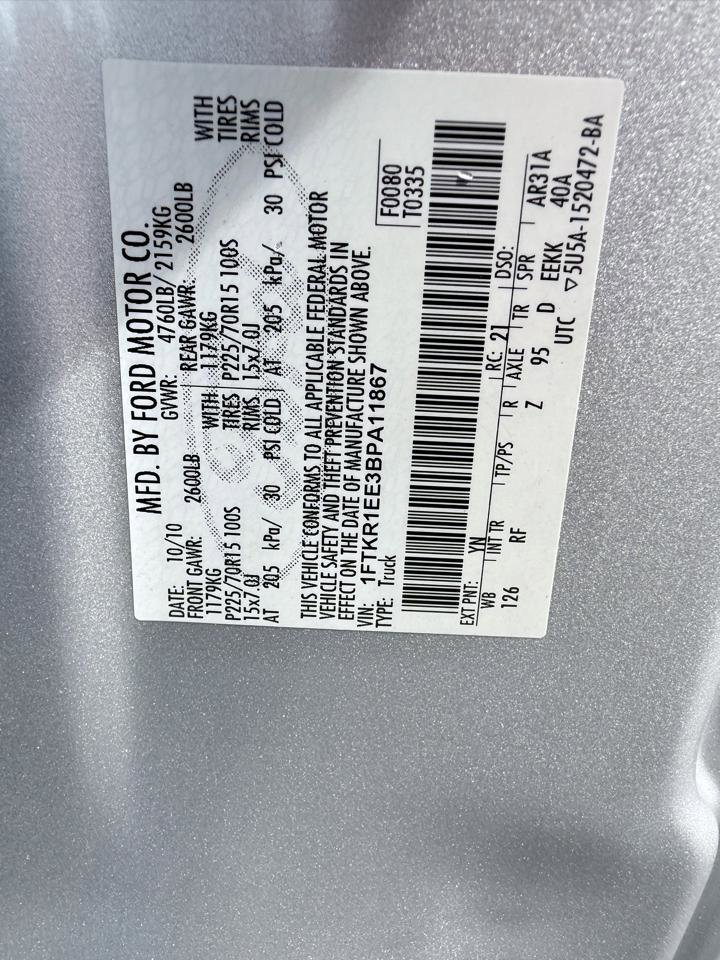 MFD. BY FORD MOTOR CO.
DATE: 10/10 GVWR: 4760LB/ 2159KG
FRONT GAWR: 2600LB REAR GAWR: 2600LB
1179KG WITH 1179KG WITH
P225/70R15 100S TIRES P225/70R15 100S TIRES
15x7.0J RIMS 15x7.0J RIMS
AT 205 kPa/ 30 PSI COLD AT 205 kPa/ 30 PSI COLD
THIS VEHICLE CONFORMS TO ALL APPLICABLE FEDERAL MOTOR
VEHICLE SAFETY AND THEFT PREVENTION STANDARDS IN
EFFECT ON THE DATE OF MANUFACTURE SHOWN ABOVE.
VIN: 1FTKR1EE3BPA11867 F0080
TYPE: Truck T0335
EXT PNT: YN RC: 21 DSO:
WB INT TR TP/PS R AXLE TR SPR AR31A
126 RF Z 95 D EEKK 40A
UTC ▽5U5A-1520472-BA